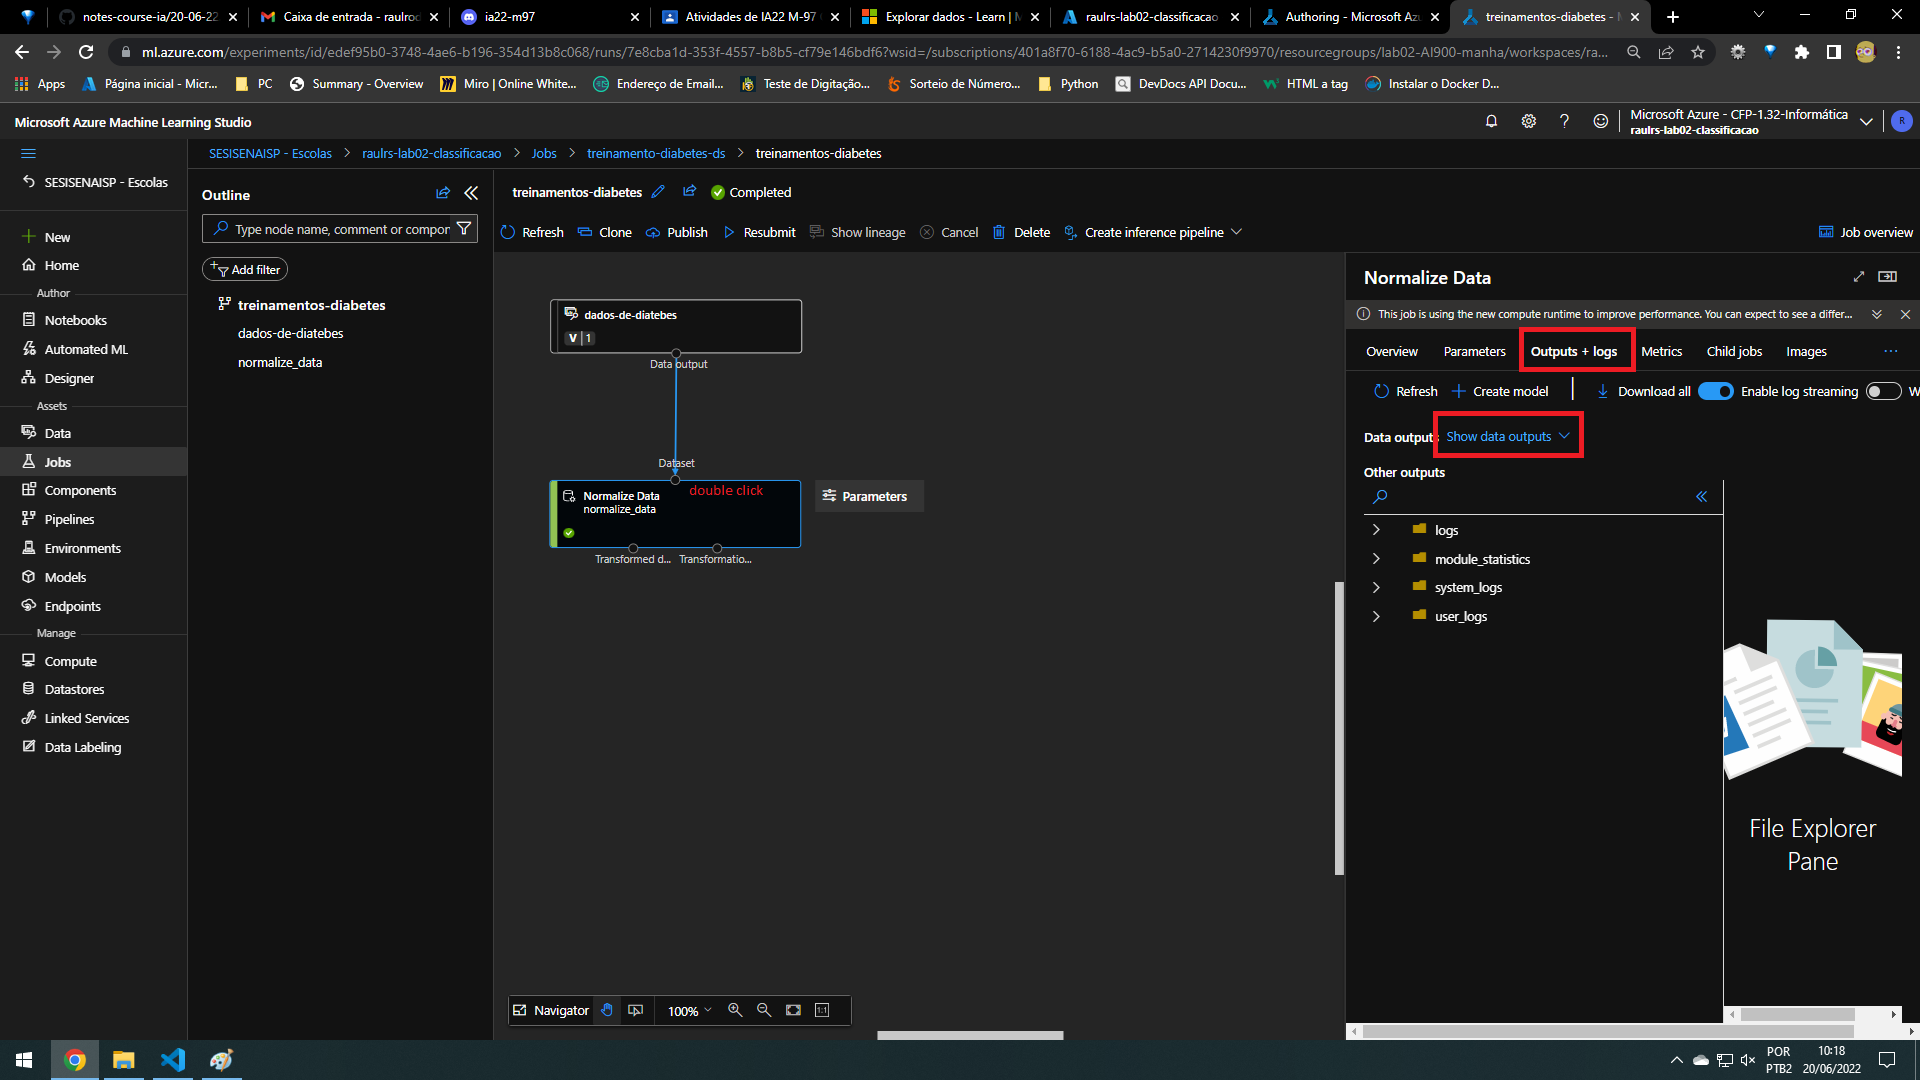 notes-course-ia/20-06-22
Caixa de entrada - raulrod
ia22-m97
Atividades de IA22 M-97
Explorar dados - Learn | M
raulrs-lab02-classificacao
Authoring - Microsoft Azu
treinamentos-diabetes - M
ml.azure.com/experiments/id/edef95b0-3748-4ae6-b196-354d13b8c068/runs/7e8cba1d-353f-4557-b8b5-cf79e146bdf6?wsid=/subscriptions/401a8f70-6188-4ac9-b5a0-2714230f9970/resourcegroups/lab02-AI900-manha/workspaces/ra...
Apps
Página inicial - Micr...
PC
Summary - Overview
Miro | Online White...
Endereço de Email...
Teste de Digitação...
Sorteio de Número...
Python
DevDocs API Docu...
HTML a tag
Instalar o Docker D...
Microsoft Azure Machine Learning Studio
Microsoft Azure - CFP-1.32-Informática
raulrs-lab02-classificacao
R
SESISENAISP - Escolas > raulrs-lab02-classificacao > Jobs > treinamento-diabetes-ds > treinamentos-diabetes
SESISENAISP - Escolas
New
Home
Author
Notebooks
Automated ML
Designer
Assets
Data
Jobs
Components
Pipelines
Environments
Models
Endpoints
Manage
Compute
Datastores
Linked Services
Data Labeling
Outline
Type node name, comment or compon
Add filter
treinamentos-diabetes
dados-de-diatebes
normalize_data
treinamentos-diabetes
Completed
Refresh
Clone
Publish
Resubmit
Show lineage
Cancel
Delete
Create inference pipeline
Job overview
dados-de-diatebes
V | 1
Data output
Dataset
Normalize Data
double click
normalize_data
Transformed d...
Transformatio...
Parameters
Navigator
100%
1:1
Normalize Data
This job is using the new compute runtime to improve performance. You can expect to see a differ...
Overview
Parameters
Outputs + logs
Metrics
Child jobs
Images
...
Refresh
Create model
Download all
Enable log streaming
W
Data outputs
Show data outputs
Other outputs
logs
module_statistics
system_logs
user_logs
File Explorer
Pane
POR
PTB2
10:18
20/06/2022